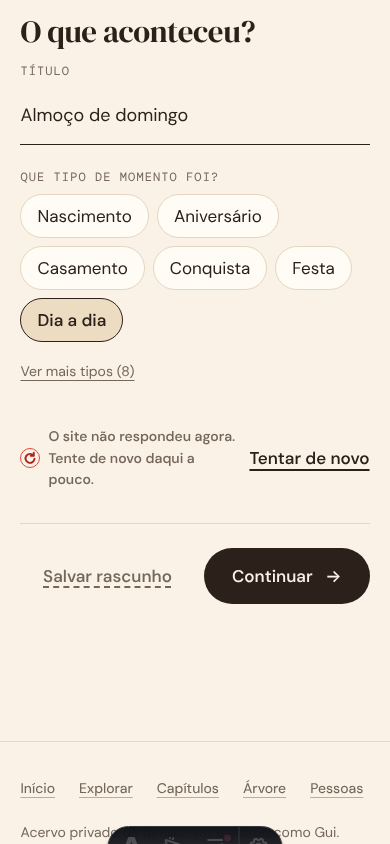 O que aconteceu?
TÍTULO
Almoço de domingo
QUE TIPO DE MOMENTO FOI?
Nascimento Aniversário
Casamento Conquista Festa
Dia a dia
Ver mais tipos (8)
O site não respondeu agora.
Tente de novo daqui a
pouco.
Tentar de novo
Salvar rascunho Continuar →
Início Explorar Capítulos Árvore Pessoas
Acervo como Gui.